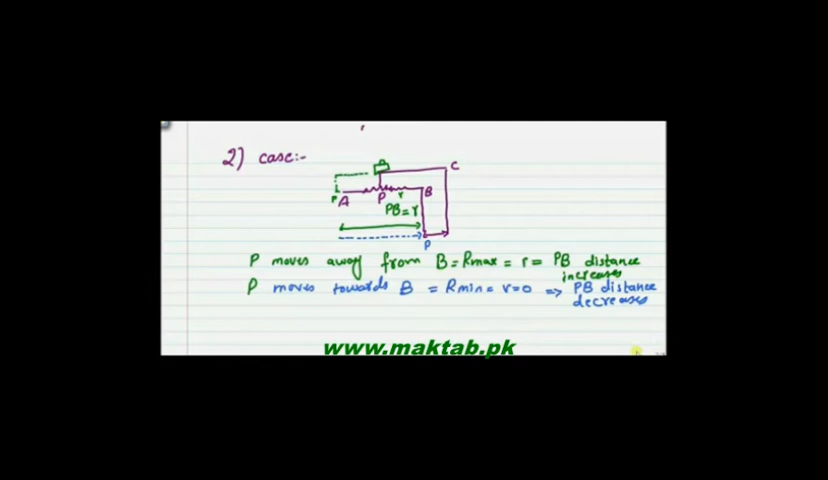 2) case:-
C
P
A P r B
PB = r
P
P moves away from B = Rmax = r = PB distance
increases
P moves towards B = Rmin = r=0 => PB distance
decreases
www.maktab.pk